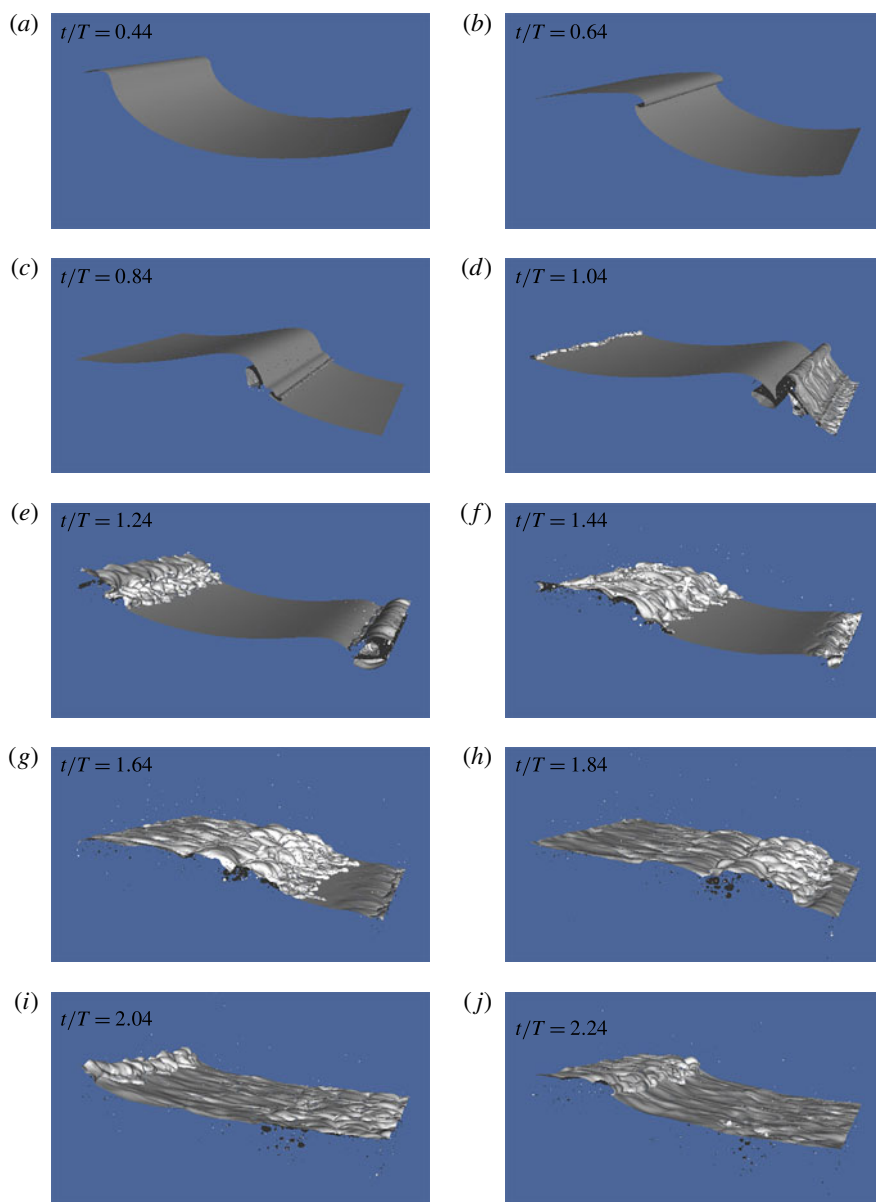 (a) t/T = 0.44
(b) t/T = 0.64
(c) t/T = 0.84
(d) t/T = 1.04
(e) t/T = 1.24
(f) t/T = 1.44
(g) t/T = 1.64
(h) t/T = 1.84
(i) t/T = 2.04
(j) t/T = 2.24